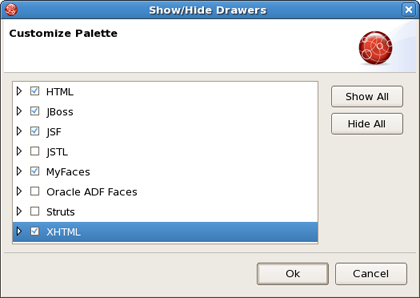 Show/Hide Drawers
Customize Palette
HTML
JBoss
JSF
JSTL
MyFaces
Oracle ADF Faces
Struts
XHTML
Show All
Hide All
Ok
Cancel